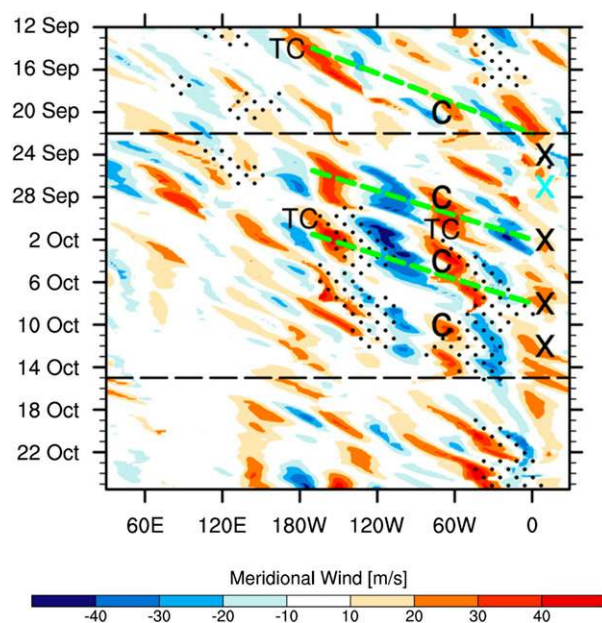 12 Sep
TC
16 Sep
20 Sep
C
24 Sep
X
X
28 Sep
C
TC
TC
2 Oct
X
C
6 Oct
X
10 Oct
C
X
14 Oct
18 Oct
22 Oct
60E 120E 180W 120W 60W 0
Meridional Wind [m/s]
-40 -30 -20 -10 10 20 30 40